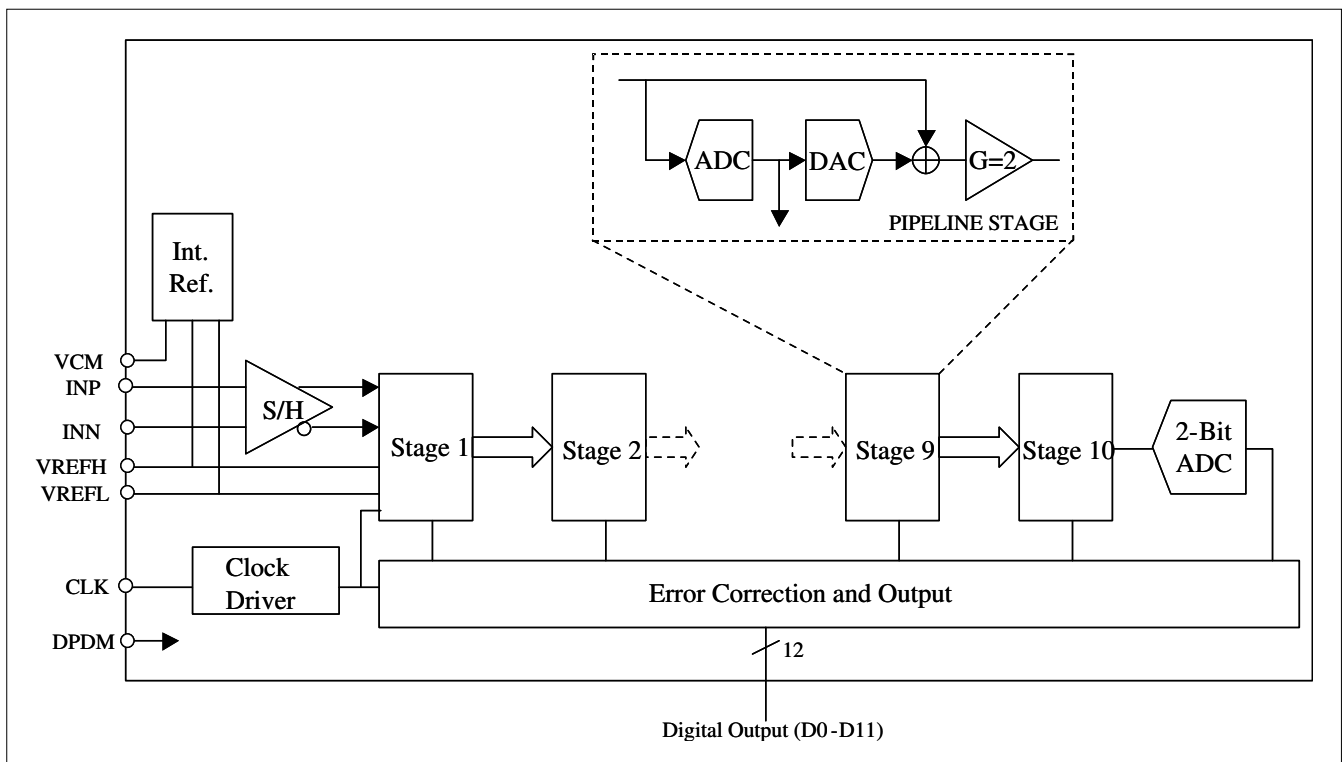 ADC
DAC
G=2
PIPELINE STAGE
Int.
Ref.
VCM
INP
INN
VREFH
VREFL
S/H
Stage 1
Stage 2
Stage 9
Stage 10
2-Bit
ADC
CLK
Clock
Driver
Error Correction and Output
DPDM
12
Digital Output (D0-D11)